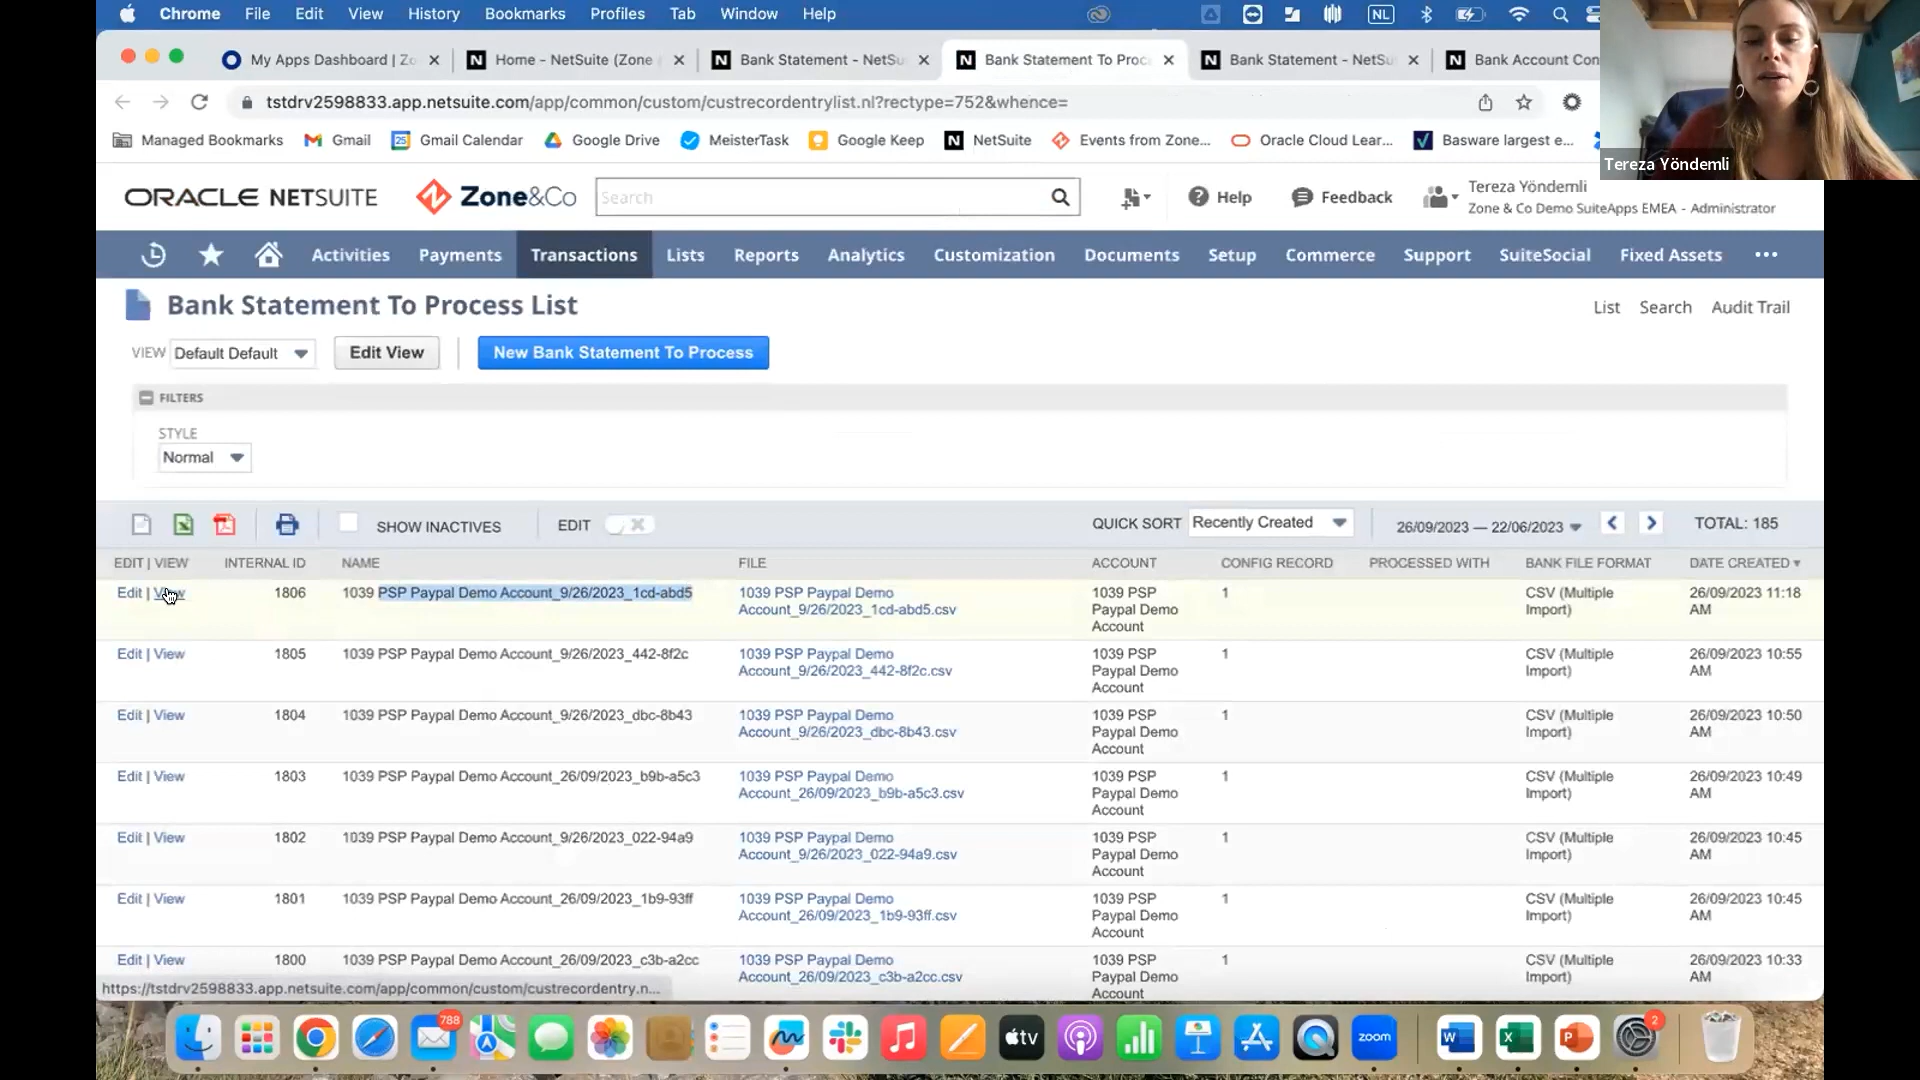 Chrome File Edit View History Bookmarks Profiles Tab Window Help NL
My Apps Dashboard | Zo
Home - NetSuite (Zone
Bank Statement - NetSu
Bank Statement To Proc
Bank Statement - NetSu
Bank Account Con
tstdrv2598833.app.netsuite.com/app/common/custom/custrecordentrylist.nl?rectype=752&whence=
Managed Bookmarks Gmail Gmail Calendar Google Drive MeisterTask Google Keep NetSuite Events from Zone... Oracle Cloud Lear... Basware largest e...
Tereza Yöndemli
ORACLE NETSUITE Zone&Co Search Help Feedback
Tereza Yöndemli
Zone & Co Demo SuiteApps EMEA - Administrator
Activities Payments Transactions Lists Reports Analytics Customization Documents Setup Commerce Support SuiteSocial Fixed Assets
Bank Statement To Process List
List Search Audit Trail
VIEW Default Default Edit View New Bank Statement To Process
FILTERS
STYLE
Normal
SHOW INACTIVES EDIT QUICK SORT Recently Created 26/09/2023 — 22/06/2023 TOTAL: 185
EDIT | VIEW INTERNAL ID NAME FILE ACCOUNT CONFIG RECORD PROCESSED WITH BANK FILE FORMAT DATE CREATED
Edit | View 1806 1039 PSP Paypal Demo Account_9/26/2023_1cd-abd5 1039 PSP Paypal Demo 1039 PSP 1 CSV (Multiple 26/09/2023 11:18
Account_9/26/2023_1cd-abd5.csv Paypal Demo Import) AM
Account
Edit | View 1805 1039 PSP Paypal Demo Account_9/26/2023_442-8f2c 1039 PSP Paypal Demo 1039 PSP 1 CSV (Multiple 26/09/2023 10:55
Account_9/26/2023_442-8f2c.csv Paypal Demo Import) AM
Account
Edit | View 1804 1039 PSP Paypal Demo Account_9/26/2023_dbc-8b43 1039 PSP Paypal Demo 1039 PSP 1 CSV (Multiple 26/09/2023 10:50
Account_9/26/2023_dbc-8b43.csv Paypal Demo Import) AM
Account
Edit | View 1803 1039 PSP Paypal Demo Account_26/09/2023_b9b-a5c3 1039 PSP Paypal Demo 1039 PSP 1 CSV (Multiple 26/09/2023 10:49
Account_26/09/2023_b9b-a5c3.csv Paypal Demo Import) AM
Account
Edit | View 1802 1039 PSP Paypal Demo Account_9/26/2023_022-94a9 1039 PSP Paypal Demo 1039 PSP 1 CSV (Multiple 26/09/2023 10:45
Account_9/26/2023_022-94a9.csv Paypal Demo Import) AM
Account
Edit | View 1801 1039 PSP Paypal Demo Account_26/09/2023_1b9-93ff 1039 PSP Paypal Demo 1039 PSP 1 CSV (Multiple 26/09/2023 10:45
Account_26/09/2023_1b9-93ff.csv Paypal Demo Import) AM
Account
Edit | View 1800 1039 PSP Paypal Demo Account_26/09/2023_c3b-a2cc 1039 PSP Paypal Demo 1039 PSP 1 CSV (Multiple 26/09/2023 10:33
Account_26/09/2023_c3b-a2cc.csv Paypal Demo Import) AM
Account
https://tstdrv2598833.app.netsuite.com/app/common/custom/custrecordentry.n...
788 tv zoom W X P 2